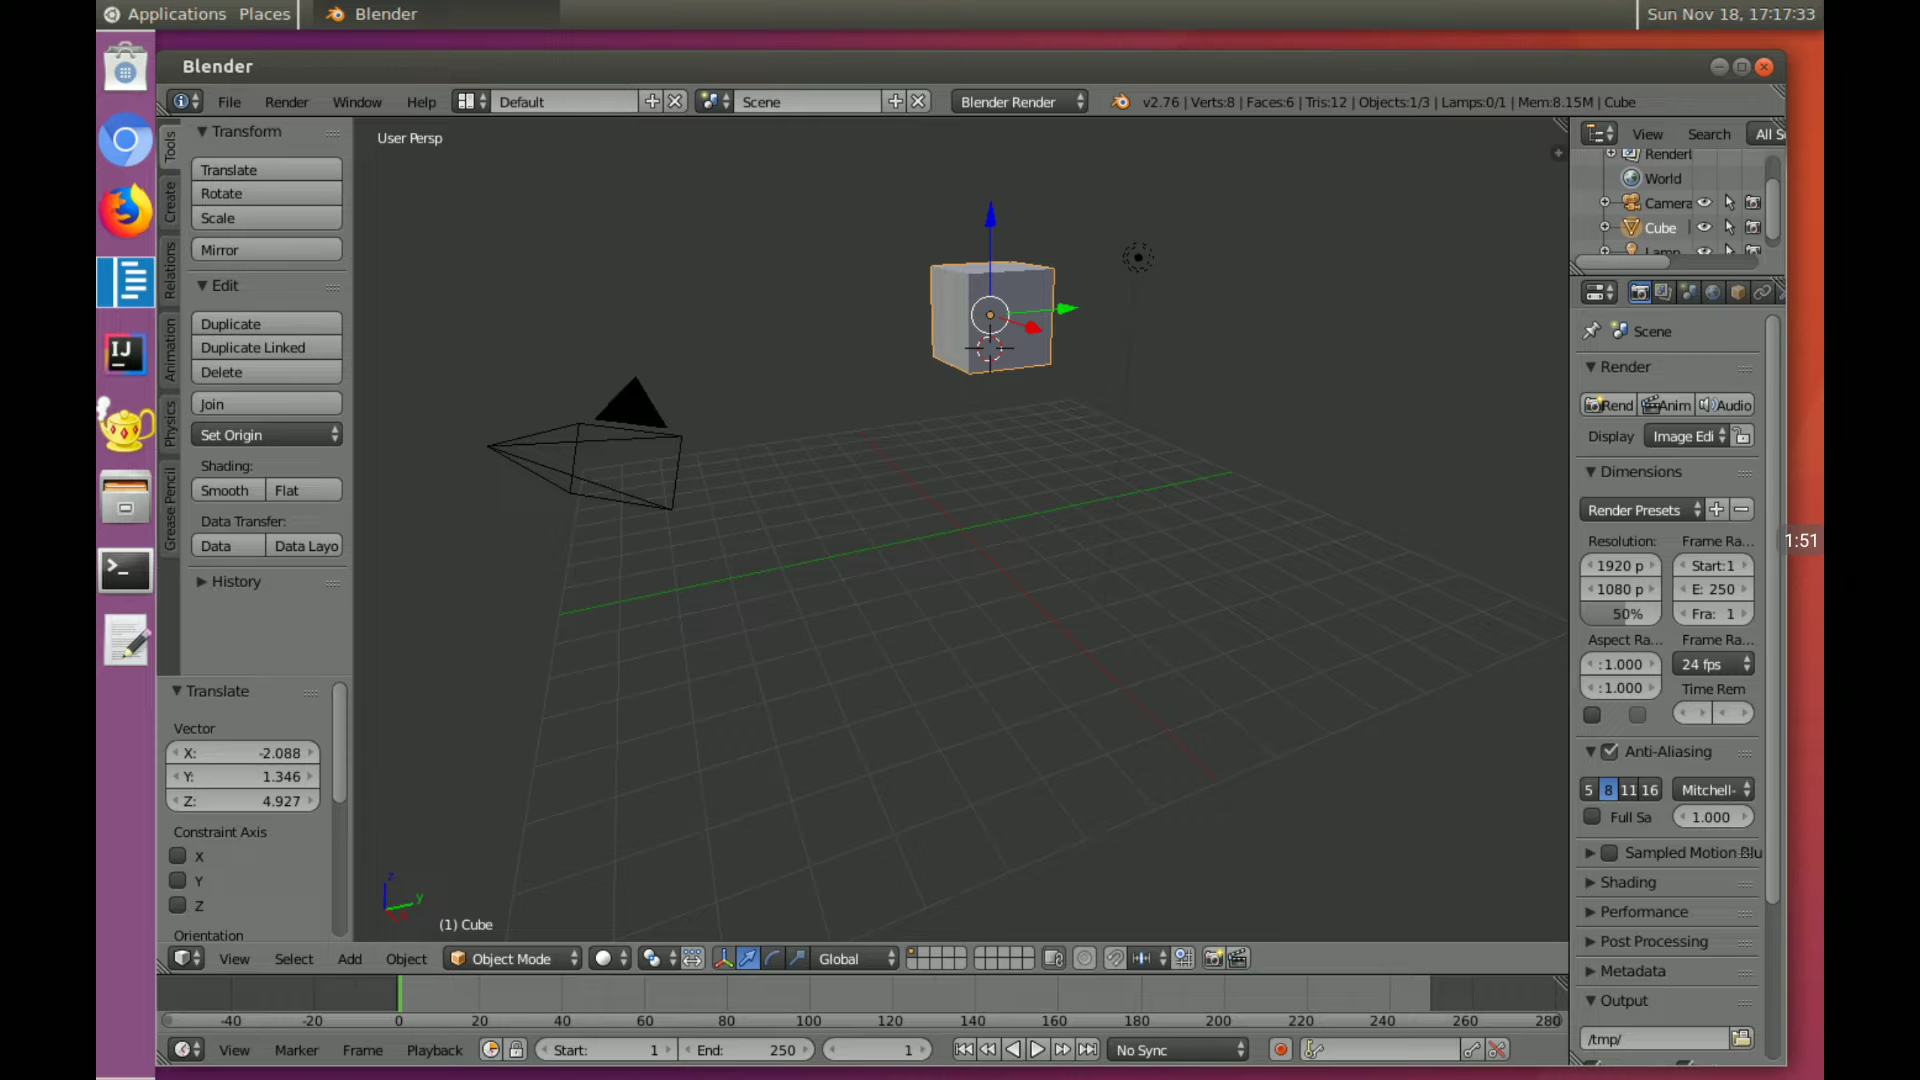 Applications Places Blender Sun Nov 18, 17:17:33
Blender
File Render Window Help Default Scene Blender Render v2.76 | Verts:8 | Faces:6 | Tris:12 | Objects:1/3 | Lamps:0/1 | Mem:8.15M | Cube
Tools
Create
Relations
Animation
Physics
Grease Pencil
Transform
Translate
Rotate
Scale
Mirror
Edit
Duplicate
Duplicate Linked
Delete
Join
Set Origin
Shading:
Smooth Flat
Data Transfer:
Data Data Layo
History
Translate
Vector
X: -2.088
Y: 1.346
Z: 4.927
Constraint Axis
X
Y
Z
Orientation
User Persp
z
y
x
(1) Cube
View Search All S
Rendert
World
Camera
Cube
Lamp
Scene
Render
Rend Anim Audio
Display Image Edi
Dimensions
Render Presets
Resolution: Frame Ra...
1920 p Start:1
1080 p E: 250
50% Fra: 1
Aspect Ra... Frame Ra...
:1.000 24 fps
:1.000 Time Rem
Anti-Aliasing
5 8 11 16 Mitchell-
Full Sa 1.000
Sampled Motion Blu
Shading
Performance
Post Processing
Metadata
Output
/tmp/
1:51
View Select Add Object Object Mode Global
-40 -20 0 20 40 60 80 100 120 140 160 180 200 220 240 260 280
View Marker Frame Playback Start: 1 End: 250 1 No Sync
IJ
>_